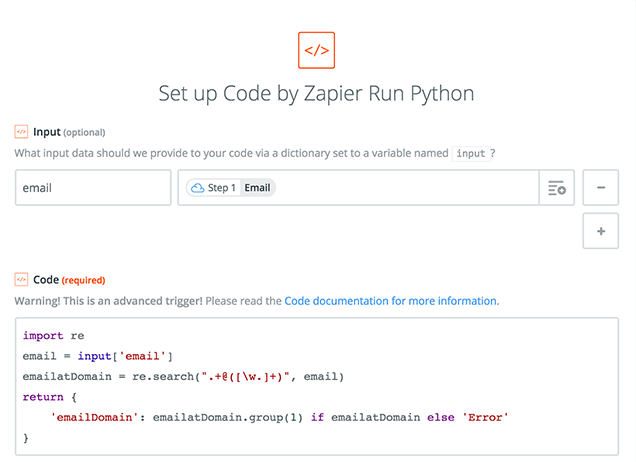 </>
Set up Code by Zapier Run Python
</> Input (optional)
What input data should we provide to your code via a dictionary set to a variable named input ?
email Step 1 Email −
+
</> Code (required)
Warning! This is an advanced trigger! Please read the Code documentation for more information.
import re
email = input['email']
emailatDomain = re.search(".+@([\w.]+)", email)
return {
    'emailDomain': emailatDomain.group(1) if emailatDomain else 'Error'
}